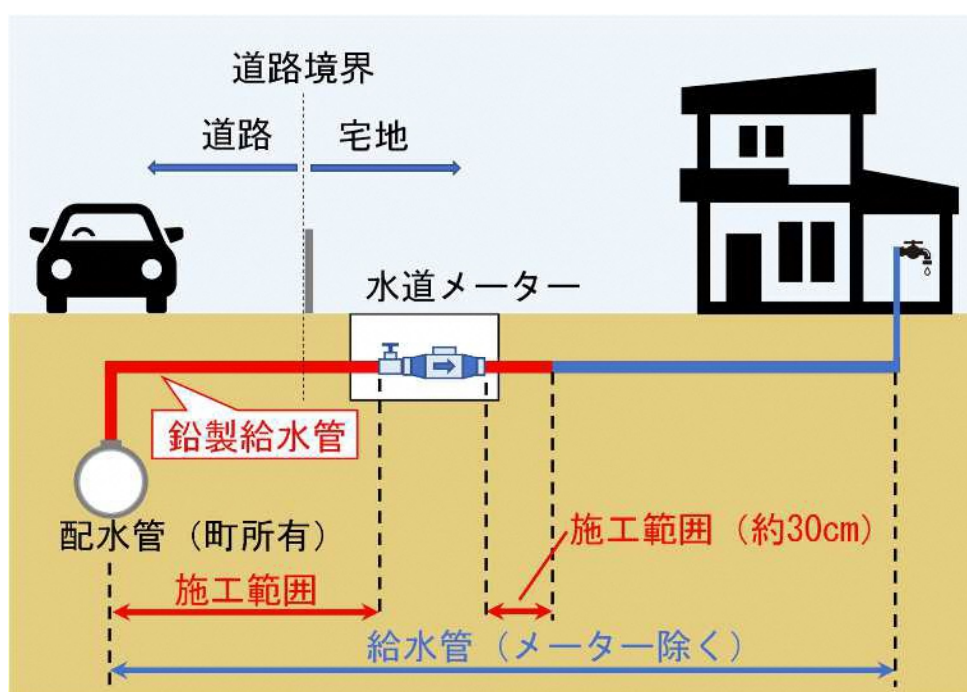 道路境界
道路
宅地
水道メーター
鉛製給水管
配水管（町所有）
施工範囲（約30cm）
施工範囲
給水管（メーター除く）